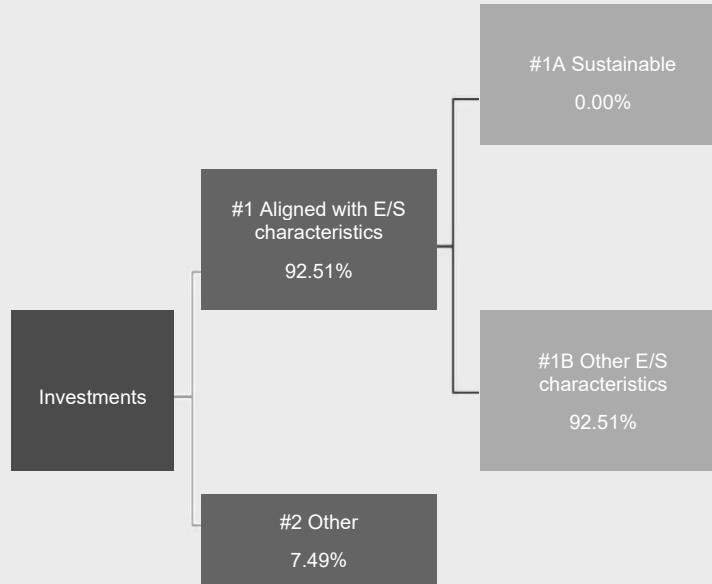 Investments
#1 Aligned with E/S
characteristics
92.51%
#2 Other
7.49%
#1A Sustainable
0.00%
#1B Other E/S
characteristics
92.51%